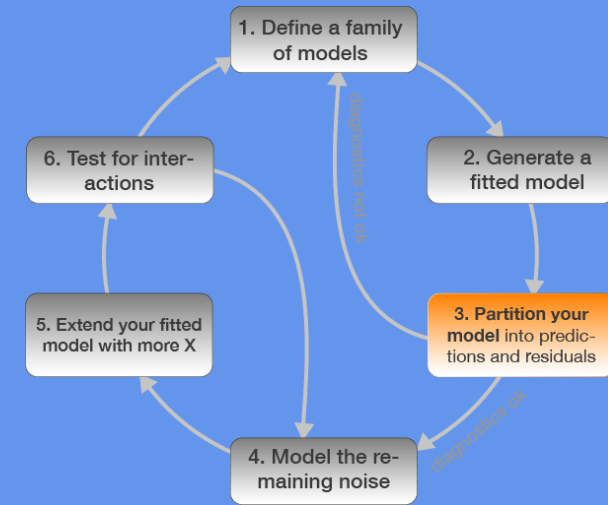 1. Define a family
of models
2. Generate a
fitted model
3. Partition your
model into predic-
tions and residuals
4. Model the re-
maining noise
5. Extend your fitted
model with more X
6. Test for inter-
actions
diagnostics not ok
diagnostics ok